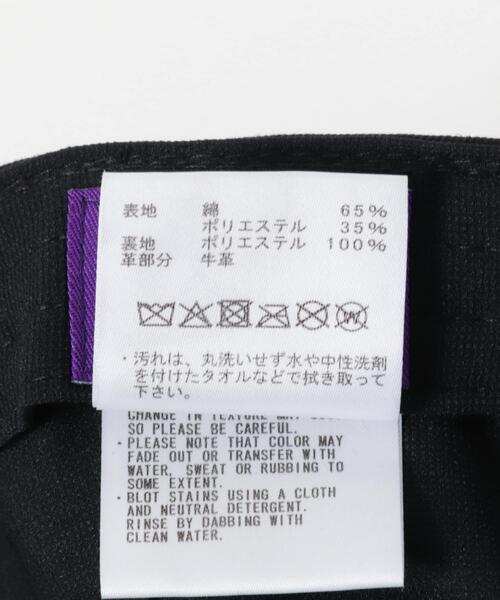 表地 綿 65%
ポリエステル 35%
裏地 ポリエステル 100%
革部分 牛革
・汚れは、丸洗いせず水や中性洗剤
を付けたタオルなどで拭き取って
下さい。
CHANGE IN TEXTURE MAY
SO PLEASE BE CAREFUL.
・PLEASE NOTE THAT COLOR MAY
FADE OUT OR TRANSFER WITH
WATER, SWEAT OR RUBBING TO
SOME EXTENT.
・BLOT STAINS USING A CLOTH
AND NEUTRAL DETERGENT.
RINSE BY DABBING WITH
CLEAN WATER.